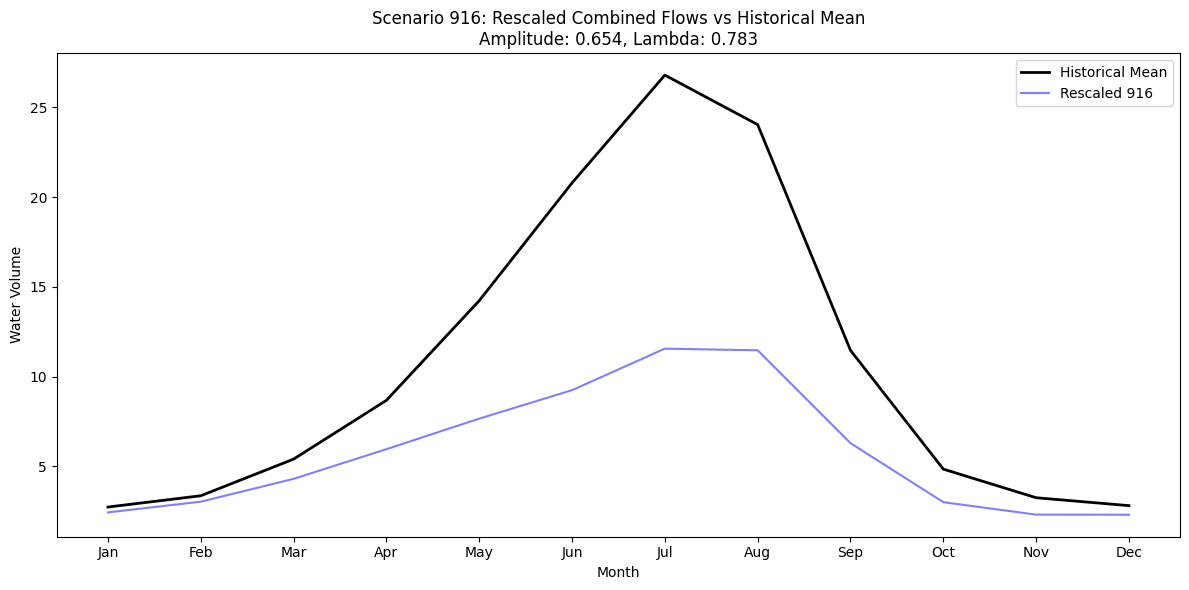 Scenario 916: Rescaled Combined Flows vs Historical Mean
Amplitude: 0.654, Lambda: 0.783
Historical Mean
Rescaled 916
Water Volume
25
20
15
10
5
Jan Feb Mar Apr May Jun Jul Aug Sep Oct Nov Dec
Month